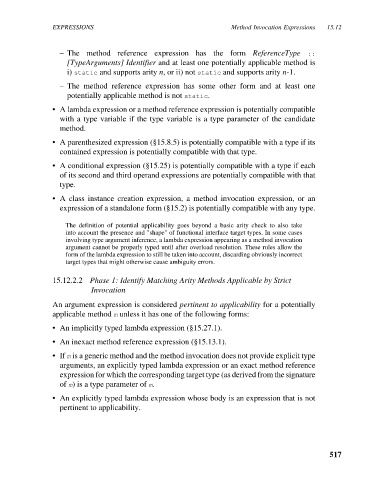 EXPRESSIONS Method Invocation Expressions 15.12
– The method reference expression has the form ReferenceType ::
[TypeArguments] Identifier and at least one potentially applicable method is
i) static and supports arity n, or ii) not static and supports arity n-1.
– The method reference expression has some other form and at least one
potentially applicable method is not static.
• A lambda expression or a method reference expression is potentially compatible
with a type variable if the type variable is a type parameter of the candidate
method.
• A parenthesized expression (§15.8.5) is potentially compatible with a type if its
contained expression is potentially compatible with that type.
• A conditional expression (§15.25) is potentially compatible with a type if each
of its second and third operand expressions are potentially compatible with that
type.
• A class instance creation expression, a method invocation expression, or an
expression of a standalone form (§15.2) is potentially compatible with any type.
The definition of potential applicability goes beyond a basic arity check to also take
into account the presence and "shape" of functional interface target types. In some cases
involving type argument inference, a lambda expression appearing as a method invocation
argument cannot be properly typed until after overload resolution. These rules allow the
form of the lambda expression to still be taken into account, discarding obviously incorrect
target types that might otherwise cause ambiguity errors.
15.12.2.2 Phase 1: Identify Matching Arity Methods Applicable by Strict
Invocation
An argument expression is considered pertinent to applicability for a potentially
applicable method m unless it has one of the following forms:
• An implicitly typed lambda expression (§15.27.1).
• An inexact method reference expression (§15.13.1).
• If m is a generic method and the method invocation does not provide explicit type
arguments, an explicitly typed lambda expression or an exact method reference
expression for which the corresponding target type (as derived from the signature
of m) is a type parameter of m.
• An explicitly typed lambda expression whose body is an expression that is not
pertinent to applicability.
517